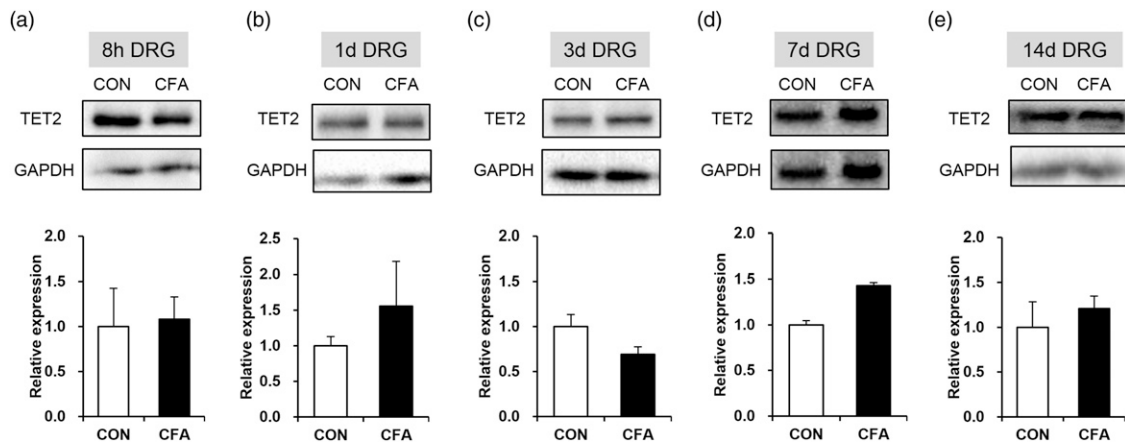 (a) (b) (c) (d) (e)
8h DRG 1d DRG 3d DRG 7d DRG 14d DRG
CON CFA CON CFA CON CFA CON CFA CON CFA
TET2 TET2 TET2 TET2 TET2
GAPDH GAPDH GAPDH GAPDH GAPDH
Relative expression
2.0
1.5
1.0
0.5
0.0
CON CFA
Relative expression
2.5
2.0
1.5
1.0
0.5
0.0
CON CFA
Relative expression
2.0
1.5
1.0
0.5
0.0
CON CFA
Relative expression
2.0
1.5
1.0
0.5
0.0
CON CFA
Relative expression
2.0
1.5
1.0
0.5
0.0
CON CFA